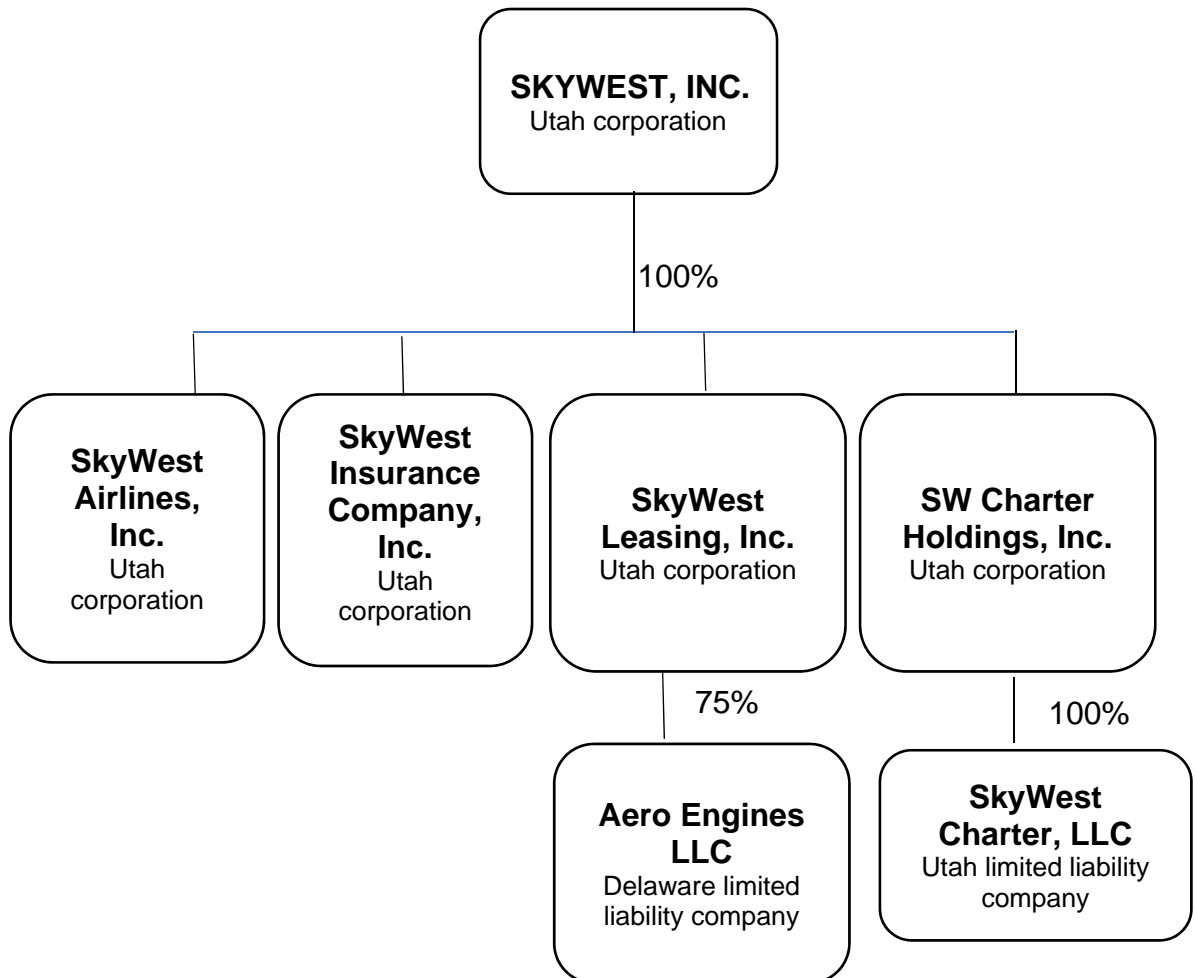 SKYWEST, INC.
Utah corporation
100%
SkyWest
Airlines,
Inc.
Utah
corporation
SkyWest
Insurance
Company,
Inc.
Utah
corporation
SkyWest
Leasing, Inc.
Utah corporation
SW Charter
Holdings, Inc.
Utah corporation
75%
100%
Aero Engines
LLC
Delaware limited
liability company
SkyWest
Charter, LLC
Utah limited liability
company